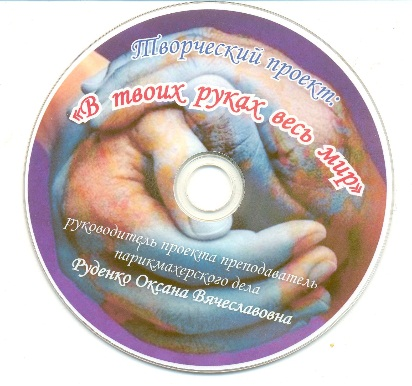 Творческий проект:
«В твоих руках весь мир»
руководитель проекта преподаватель
парикмахерского дела
Руденко Оксана Вячеславовна